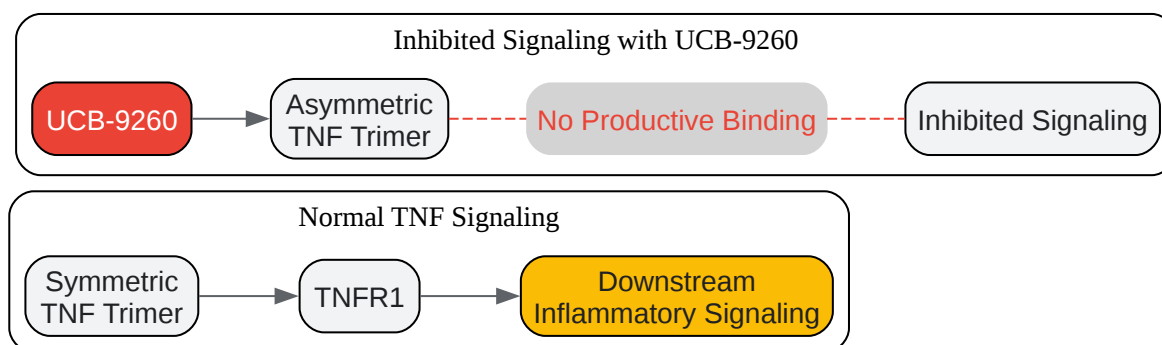 Inhibited Signaling with UCB-9260
UCB-9260
Asymmetric
TNF Trimer
No Productive Binding
Inhibited Signaling
Normal TNF Signaling
Symmetric
TNF Trimer
TNFR1
Downstream
Inflammatory Signaling